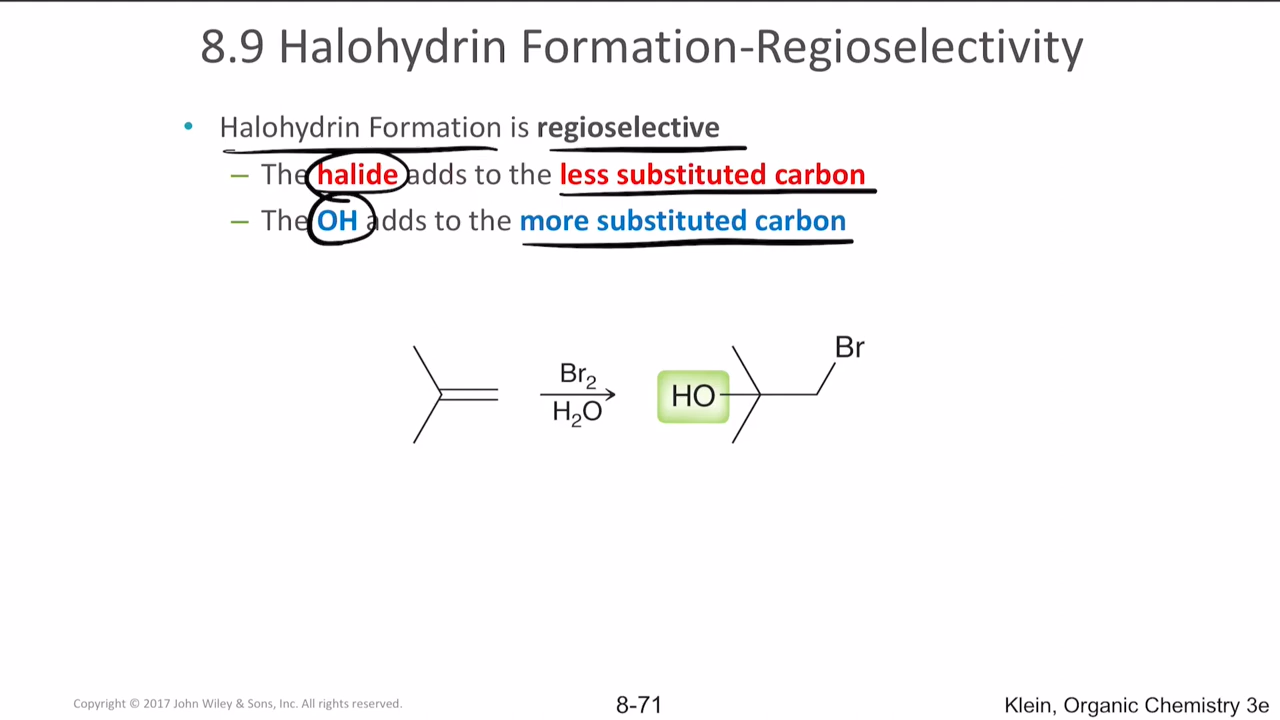 8.9 Halohydrin Formation-Regioselectivity
• Halohydrin Formation is regioselective
– The halide adds to the less substituted carbon
– The OH adds to the more substituted carbon
Br
Br2
HO
H2O
Copyright © 2017 John Wiley & Sons, Inc. All rights reserved.
8-71
Klein, Organic Chemistry 3e